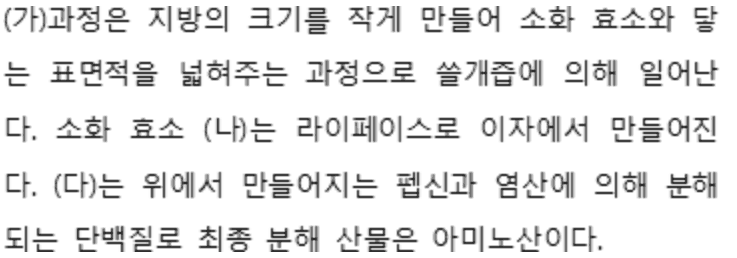 (가)과정은 지방의 크기를 작게 만들어 소화 효소와 닿
는 표면적을 넓혀주는 과정으로 쓸개즙에 의해 일어난
다. 소화 효소 (나)는 라이페이스로 이자에서 만들어진
다. (다)는 위에서 만들어지는 펩신과 염산에 의해 분해
되는 단백질로 최종 분해 산물은 아미노산이다.